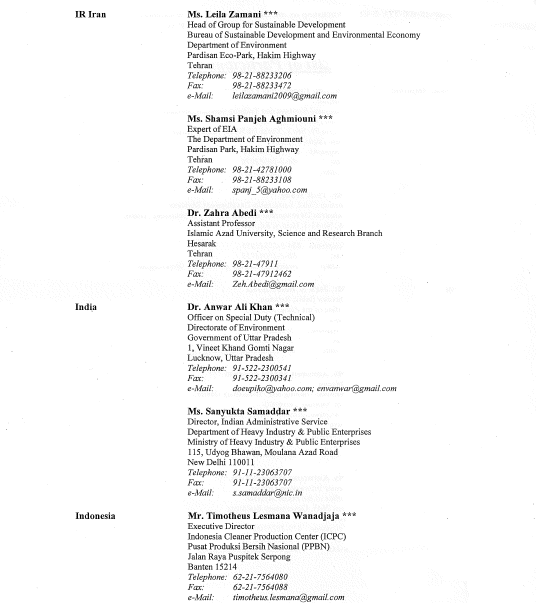 IR Iran
Ms. Leila Zamani ***
Head of Group for Sustainable Development
Bureau of Sustainable Development and Environmental Economy
Department of Environment
Pardisan Eco-Park, Hakim Highway
Tehran
Telephone: 98-21-88233206
Fax: 98-21-88233472
e-Mail: leilazamani2009@gmail.com
Ms. Shamsi Panjeh Aghmiouni ***
Expert of EIA
The Department of Environment
Pardisan Park, Hakim Highway
Tehran
Telephone: 98-21-42781000
Fax: 98-21-88233108
e-Mail: spanj_5@yahoo.com
Dr. Zahra Abedi ***
Assistant Professor
Islamic Azad University, Science and Research Branch
Hesarak
Tehran
Telephone: 98-21-47911
Fax: 98-21-47912462
e-Mail: Zeh.Abedi@gmail.com
India
Dr. Anwar Ali Khan ***
Officer on Special Duty (Technical)
Directorate of Environment
Government of Uttar Pradesh
1, Vineet Khand Gomti Nagar
Lucknow, Uttar Pradesh
Telephone: 91-522-2300541
Fax: 91-522-2300341
e-Mail: doeupiko@yahoo.com; envanwar@gmail.com
Ms. Sanyukta Samaddar ***
Director, Indian Administrative Service
Department of Heavy Industry & Public Enterprises
Ministry of Heavy Industry & Public Enterprises
115, Udyog Bhawan, Moulana Azad Road
New Delhi 110011
Telephone: 91-11-23063707
Fax: 91-11-23063707
e-Mail: s.samaddar@nic.in
Indonesia
Mr. Timotheus Lesmana Wanadjaja ***
Executive Director
Indonesia Cleaner Production Center (ICPC)
Pusat Produksi Bersih Nasional (PPBN)
Jalan Raya Puspitek Serpong
Banten 15214
Telephone: 62-21-7564080
Fax: 62-21-7564088
e-Mail: timotheus.lesmana@gmail.com